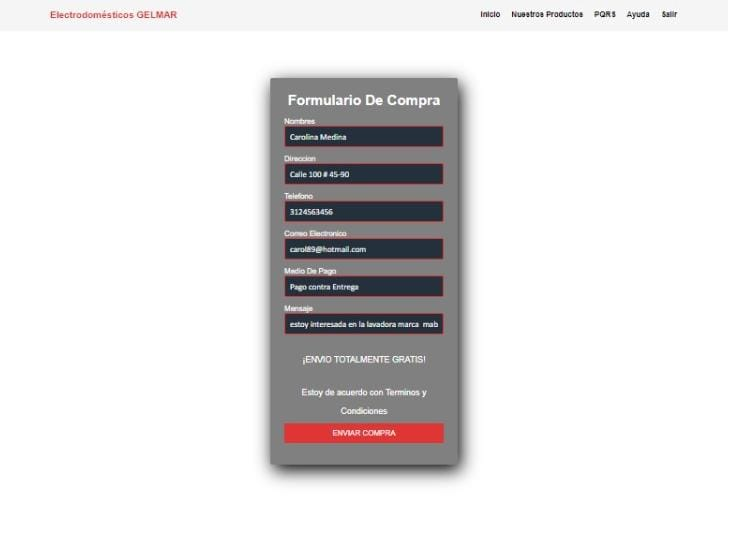 Electrodomésticos GELMAR
Inicio Nuestros Productos PQRS Ayuda Salir
Formulario De Compra
Nombres
Carolina Medina
Direccion
Calle 100 # 45-90
Telefono
3124563456
Correo Electronico
carol89@hotmail.com
Medio De Pago
Pago contra Entrega
Mensaje
estoy interesada en la lavadora marca mab
¡ENVIO TOTALMENTE GRATIS!
Estoy de acuerdo con Terminos y
Condiciones
ENVIAR COMPRA